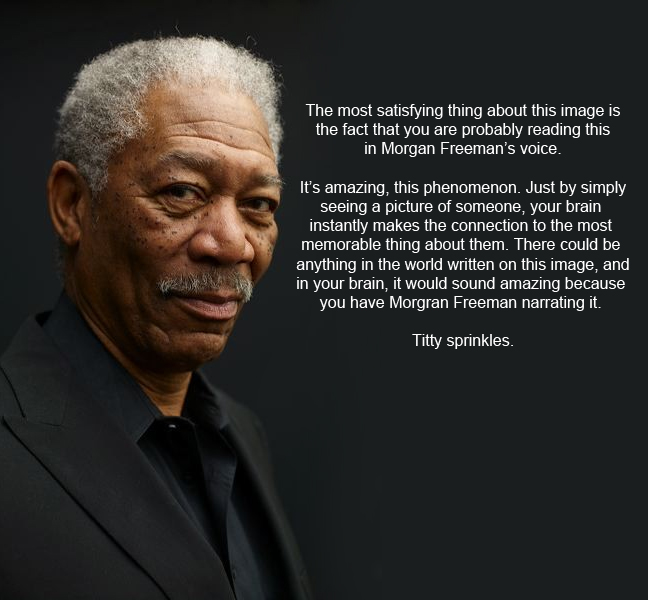 The most satisfying thing about this image is
the fact that you are probably reading this
in Morgan Freeman’s voice.
It’s amazing, this phenomenon. Just by simply
seeing a picture of someone, your brain
instantly makes the connection to the most
memorable thing about them. There could be
anything in the world written on this image, and
in your brain, it would sound amazing because
you have Morgran Freeman narrating it.
Titty sprinkles.